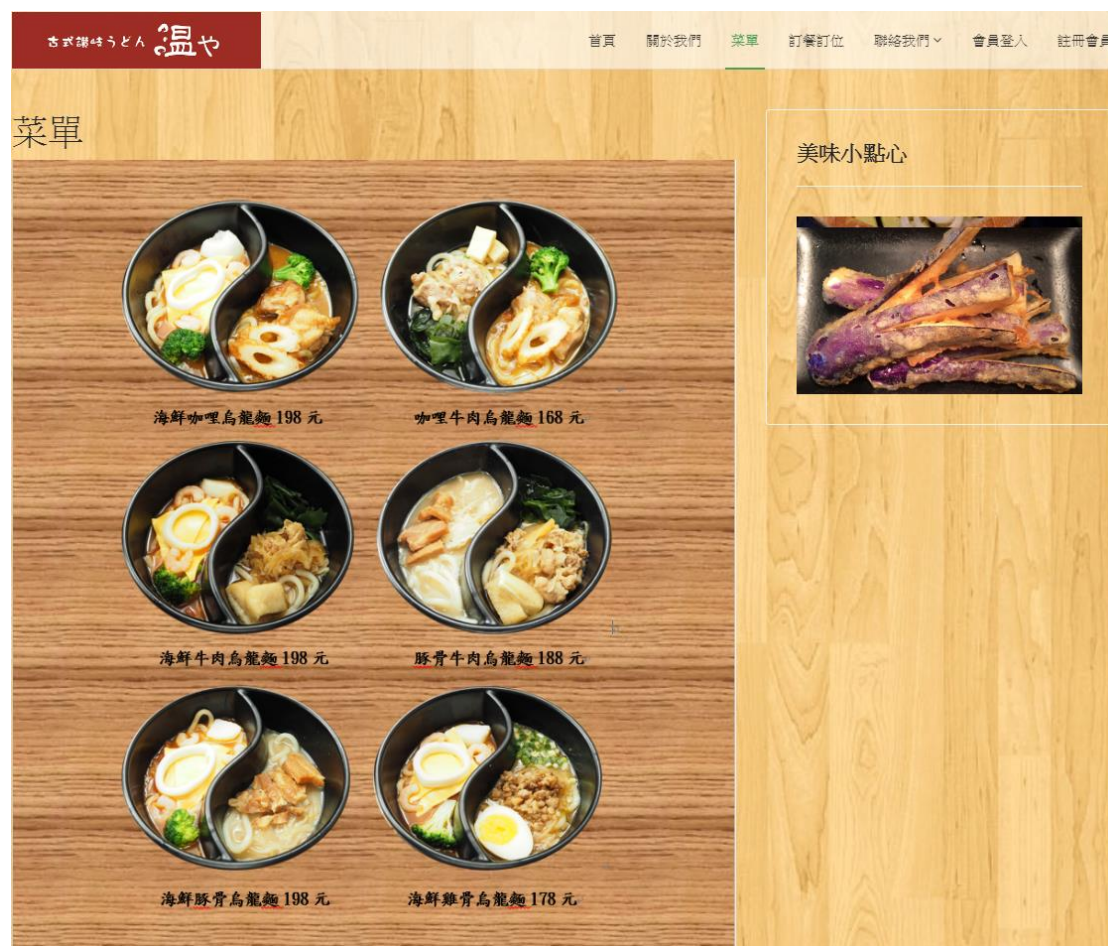 古式讃岐うどん 温や
首頁 關於我們 菜單 訂餐訂位 聯絡我們 會員登入 註冊會員
菜單
美味小點心
海鮮咖哩烏龍麵 198 元
咖哩牛肉烏龍麵 168 元
海鮮牛肉烏龍麵 198 元
豚骨牛肉烏龍麵 188 元
海鮮豚骨烏龍麵 198 元
海鮮雞骨烏龍麵 178 元